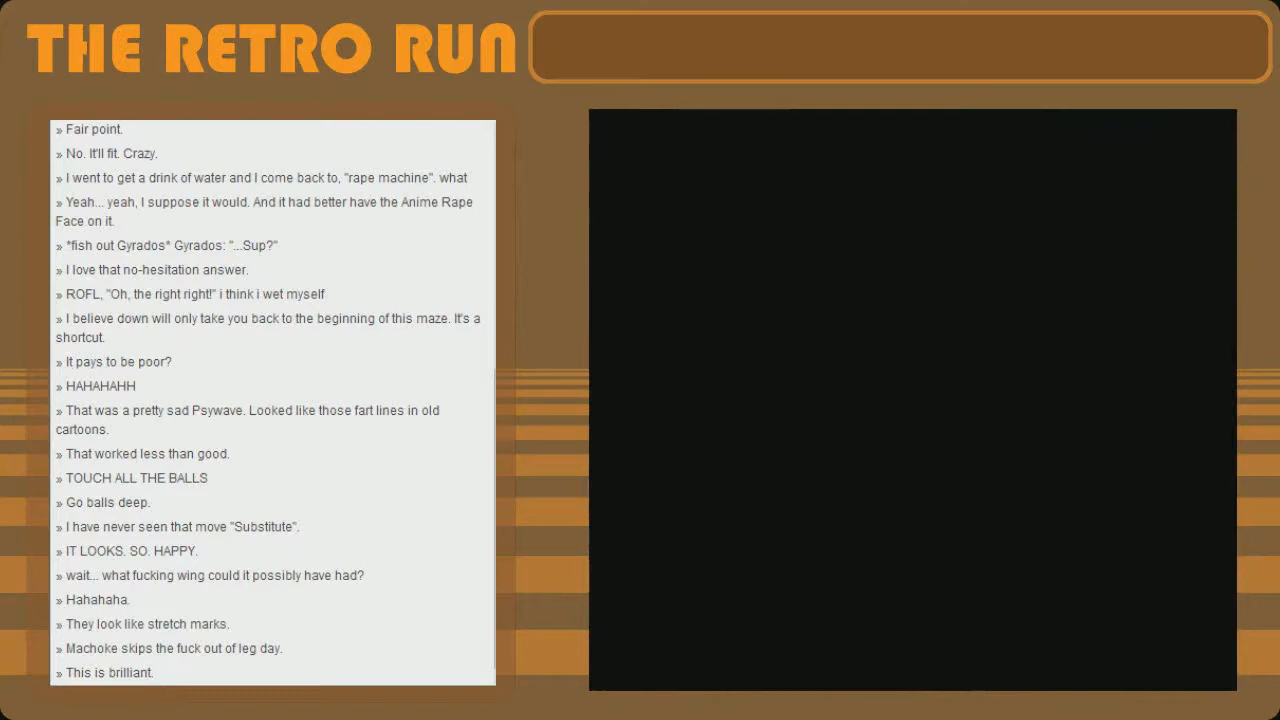 THE RETRO RUN
» Fair point.
» No. It'll fit. Crazy.
» I went to get a drink of water and I come back to, "rape machine". what
» Yeah... yeah, I suppose it would. And it had better have the Anime Rape
Face on it.
» *fish out Gyrados* Gyrados: "...Sup?"
» I love that no-hesitation answer.
» ROFL, "Oh, the right right!" i think i wet myself
» I believe down will only take you back to the beginning of this maze. It's a
shortcut.
» It pays to be poor?
» HAHAHAHH
» That was a pretty sad Psywave. Looked like those fart lines in old
cartoons.
» That worked less than good.
» TOUCH ALL THE BALLS
» Go balls deep.
» I have never seen that move "Substitute".
» IT LOOKS. SO. HAPPY.
» wait... what fucking wing could it possibly have had?
» Hahahaha.
» They look like stretch marks.
» Machoke skips the fuck out of leg day.
» This is brilliant.